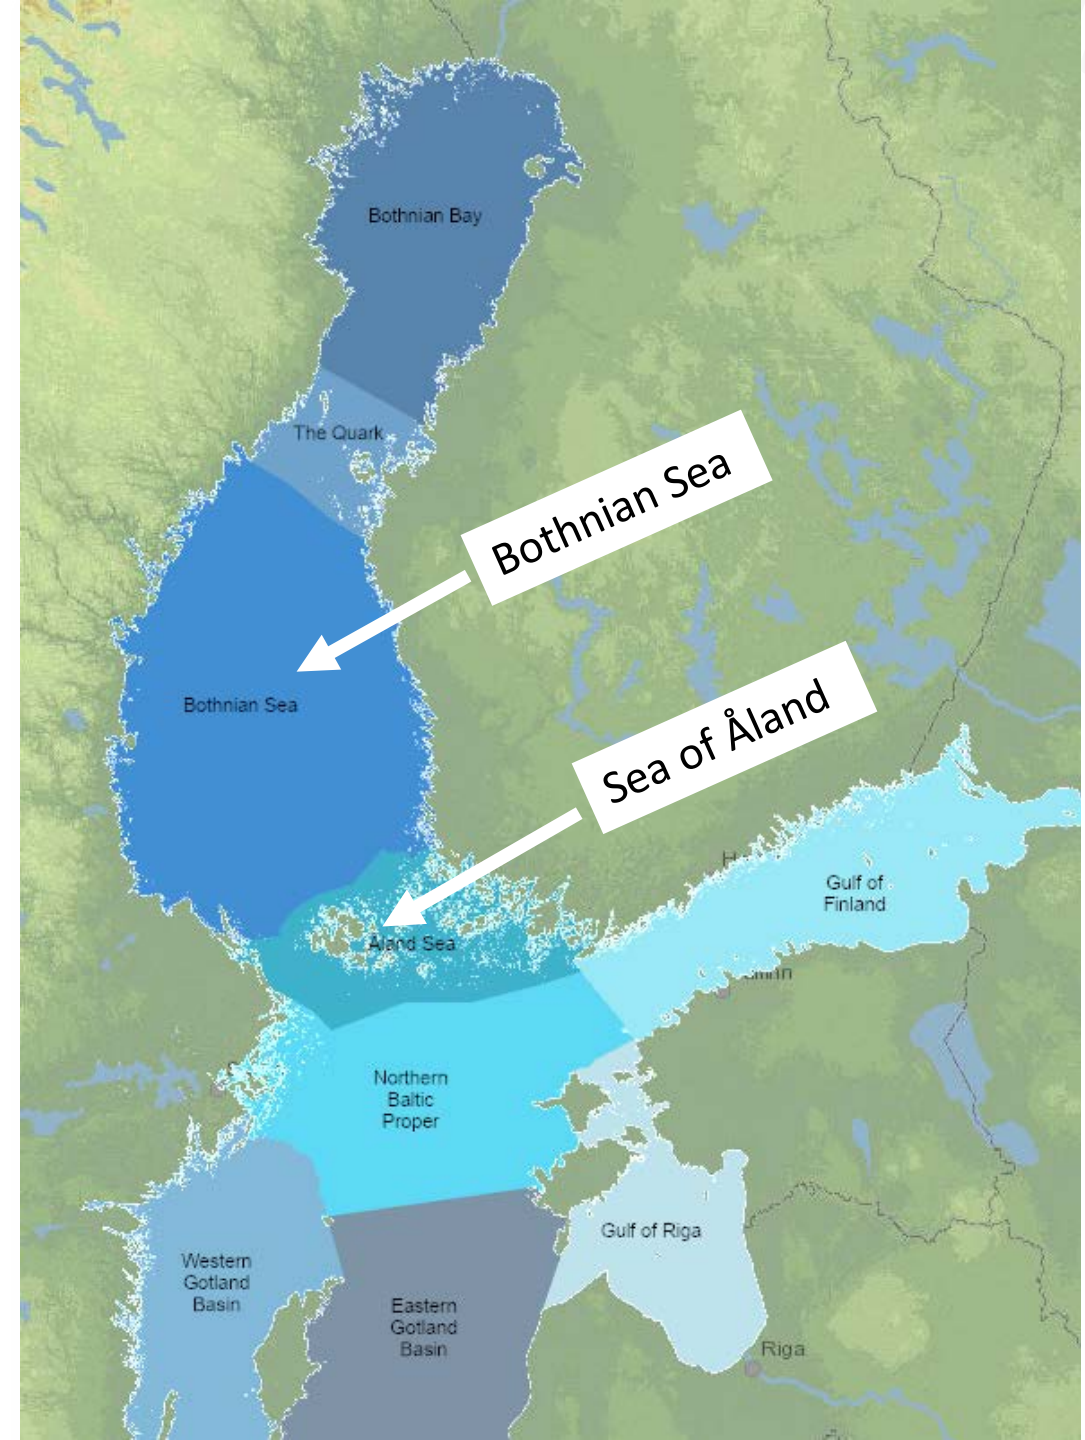 Bothnian Bay
The Quark
Bothnian Sea
Bothnian Sea
Sea of Åland
Gulf of
Finland
Åland Sea
Northern
Baltic
Proper
Gulf of Riga
Western
Gotland
Basin
Eastern
Gotland
Basin
Riga